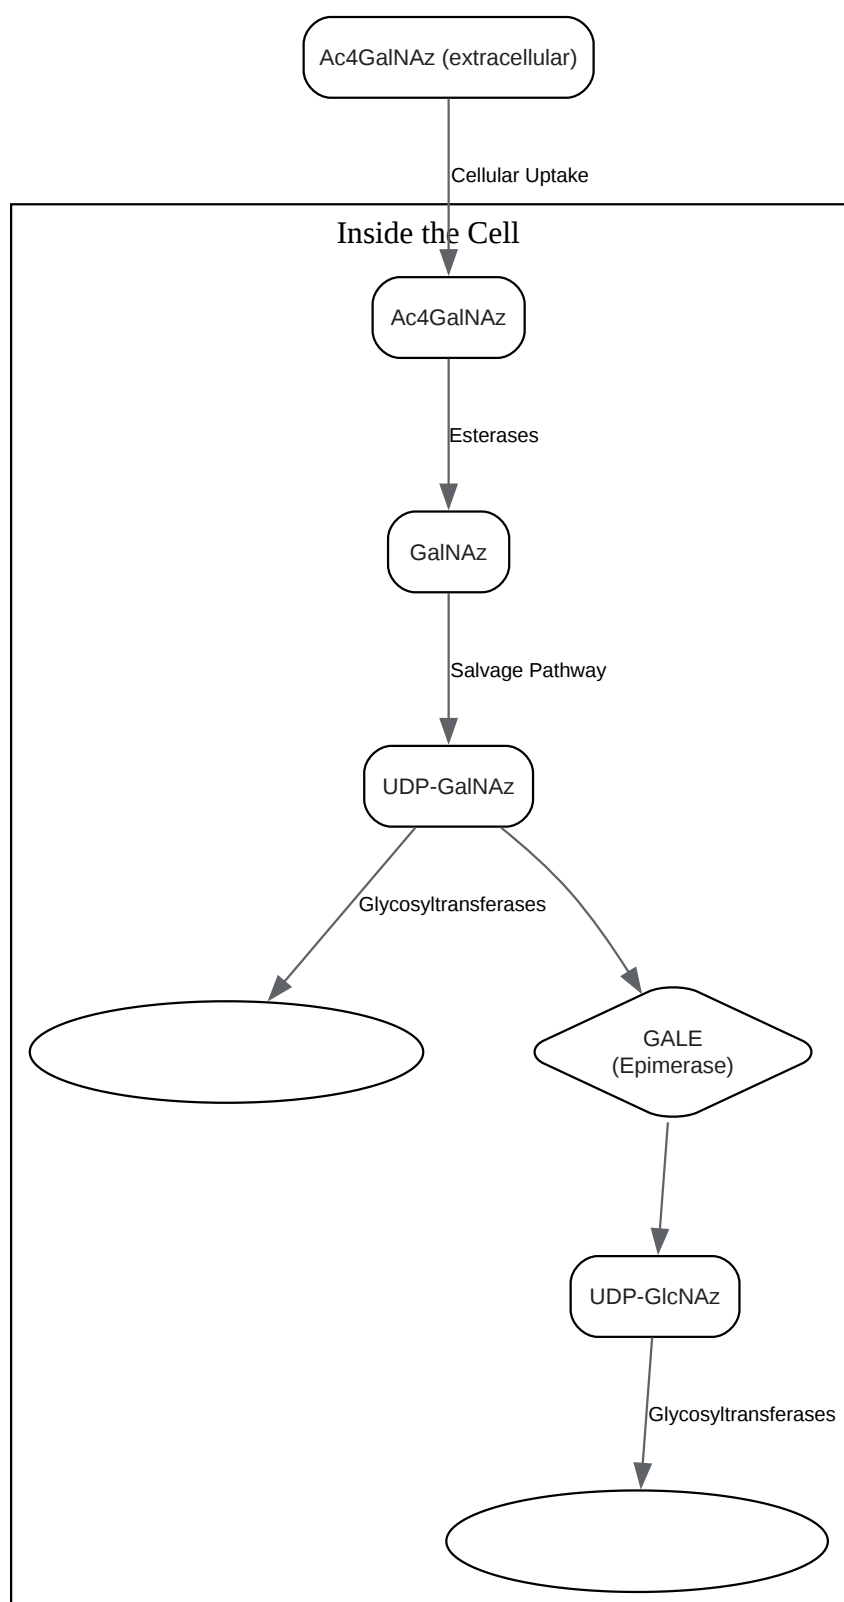 Ac4GalNAz (extracellular)
Cellular Uptake
Inside the Cell
Ac4GalNAz
Esterases
GalNAz
Salvage Pathway
UDP-GalNAz
Glycosyltransferases
GALE
(Epimerase)
UDP-GlcNAz
Glycosyltransferases